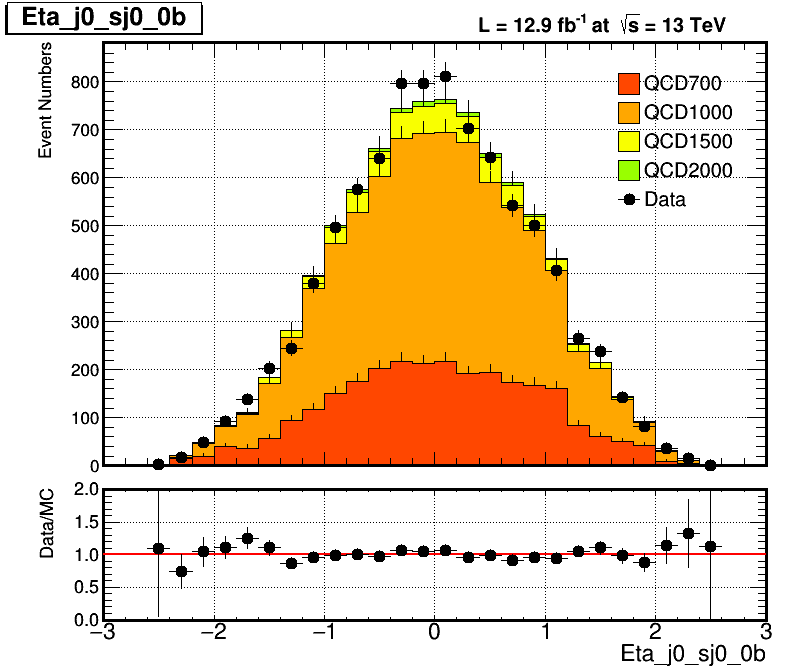 Eta_j0_sj0_0b
L = 12.9 fb⁻¹ at √s = 13 TeV
Event Numbers
800
700
600
500
400
300
200
100
0
QCD700
QCD1000
QCD1500
QCD2000
Data
Data/MC
2.0
1.5
1.0
0.5
0.0
−3 −2 −1 0 1 2 3
Eta_j0_sj0_0b